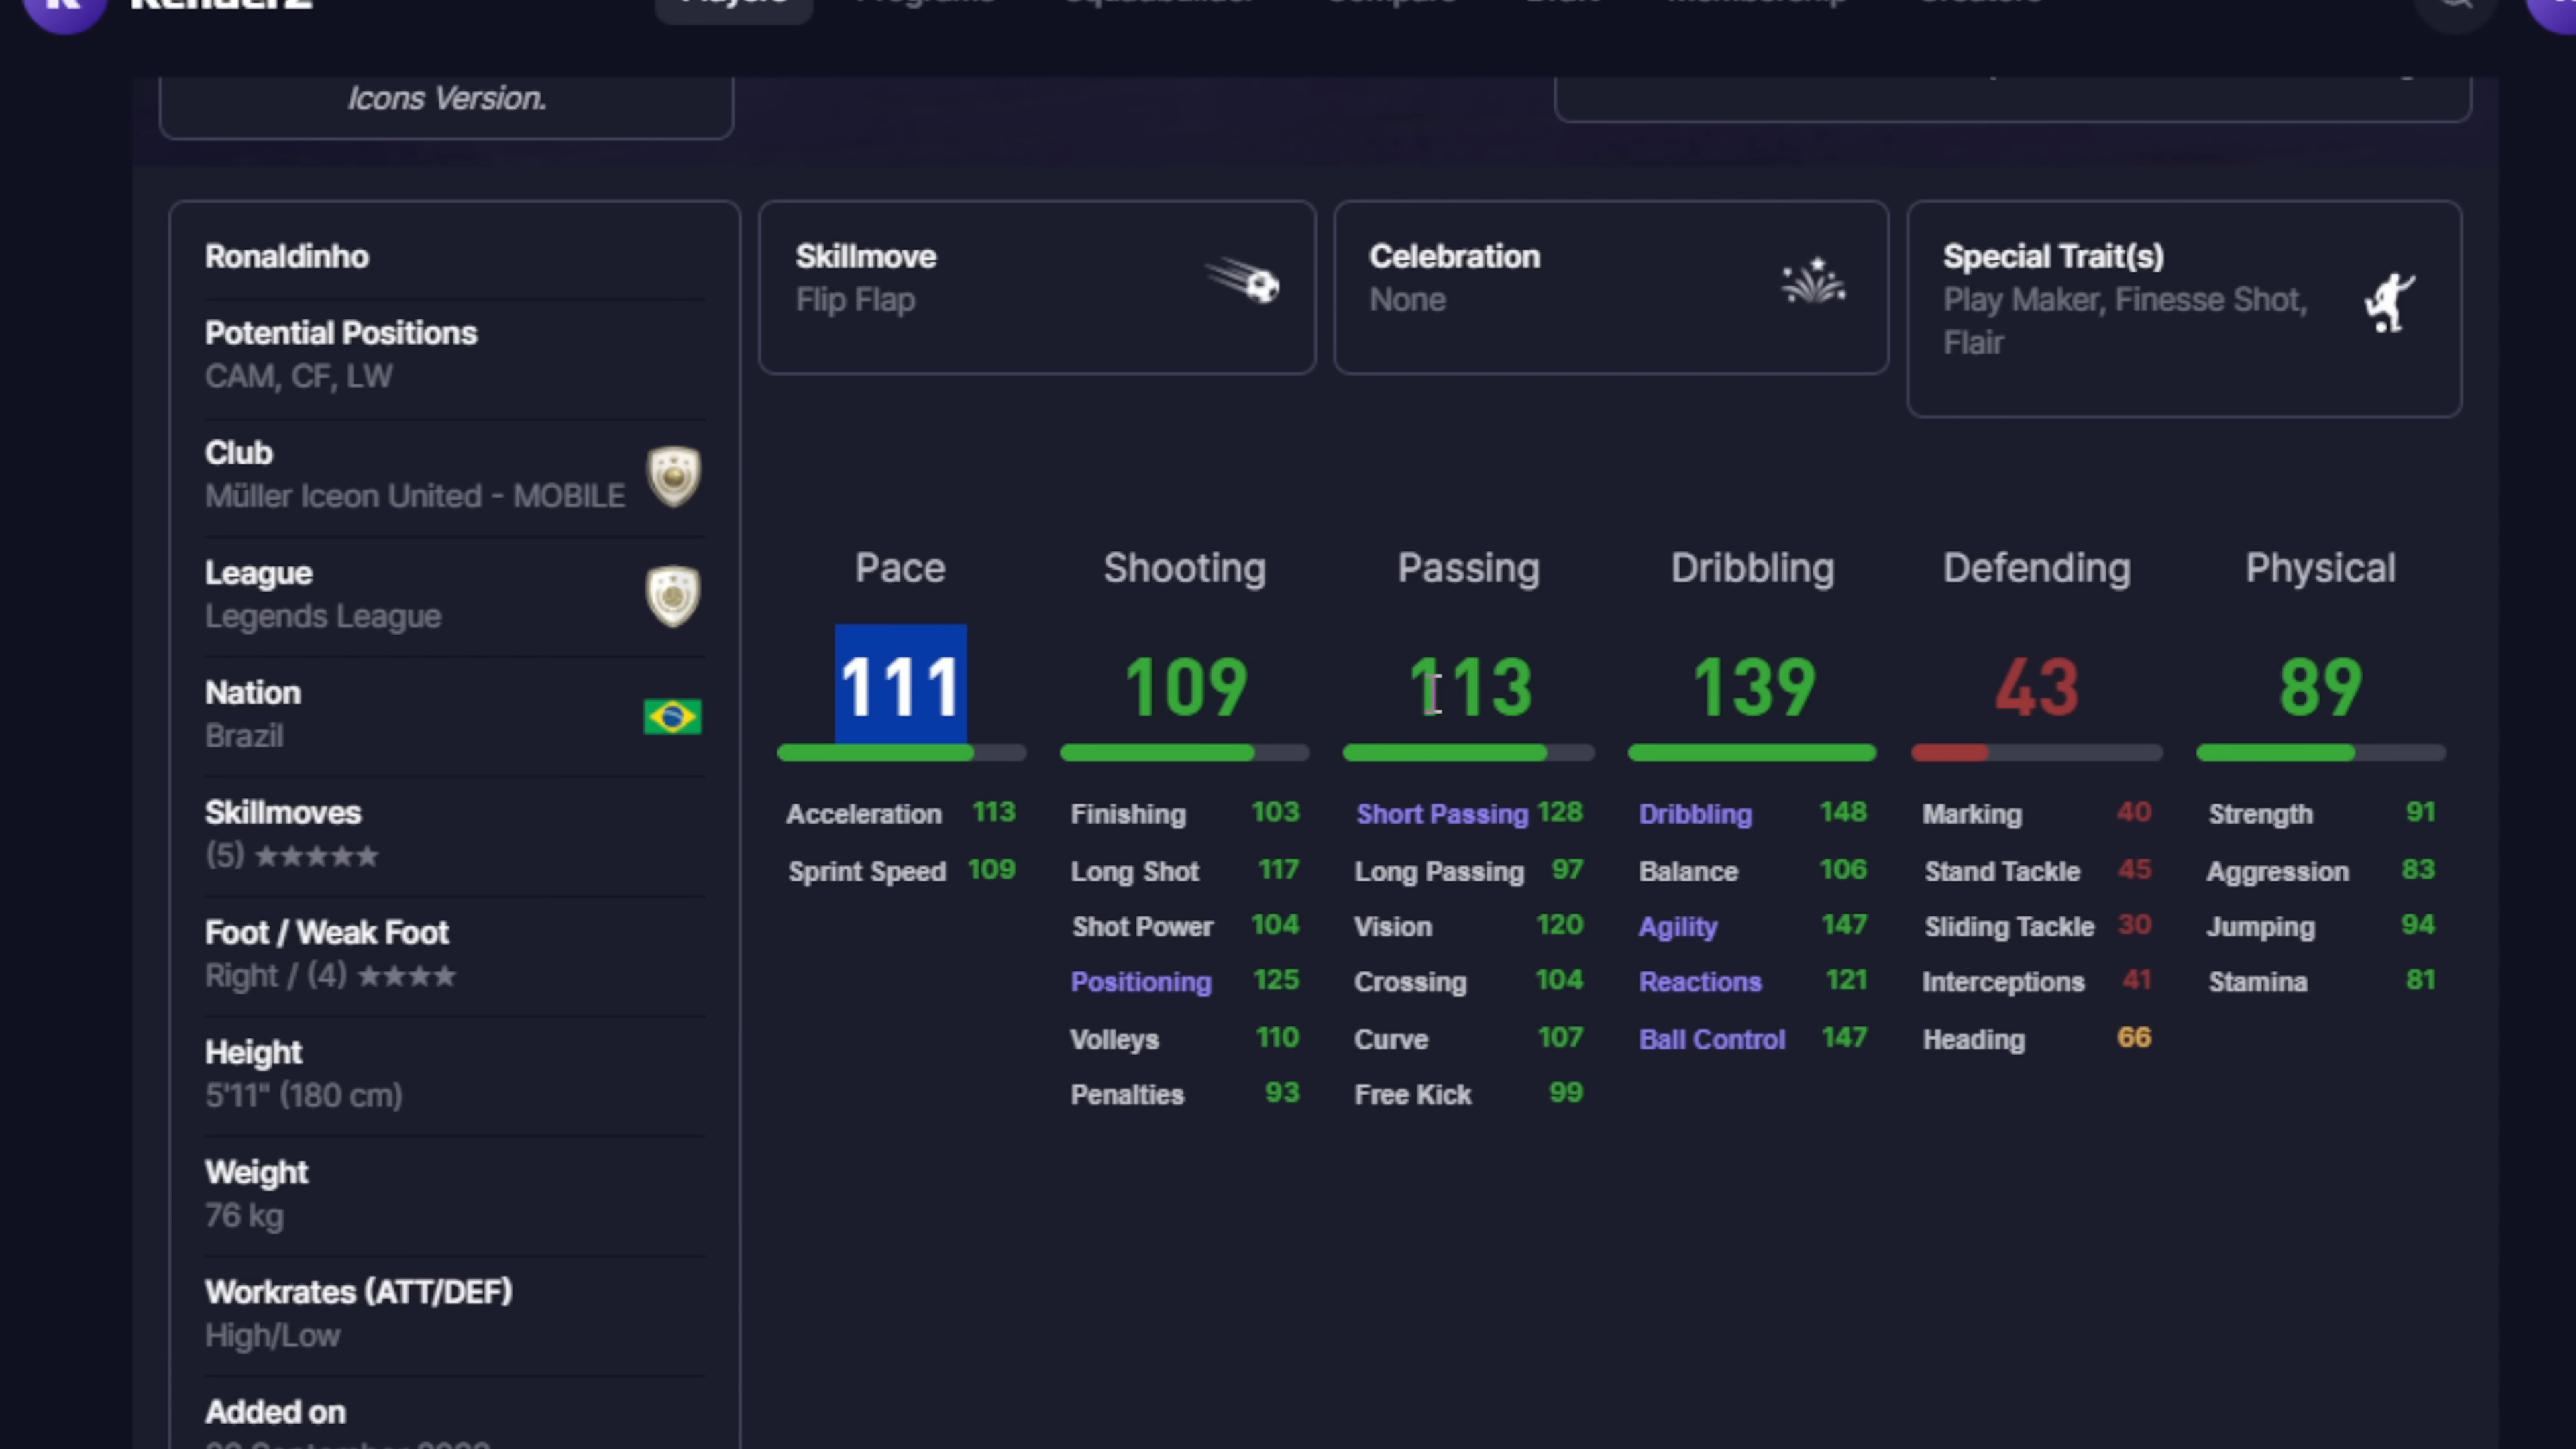 Players
Icons Version.
Ronaldinho
Potential Positions
CAM, CF, LW
Club
Müller Iceon United - MOBILE
League
Legends League
Nation
Brazil
Skillmoves
(5) ★★★★★
Foot / Weak Foot
Right / (4) ★★★★
Height
5'11" (180 cm)
Weight
76 kg
Workrates (ATT/DEF)
High/Low
Added on
Skillmove
Flip Flap
Celebration
None
Special Trait(s)
Play Maker, Finesse Shot,
Flair
Pace
111
Acceleration 113
Sprint Speed 109
Shooting
109
Finishing 103
Long Shot 117
Shot Power 104
Positioning 125
Volleys 110
Penalties 93
Passing
113
Short Passing 128
Long Passing 97
Vision 120
Crossing 104
Curve 107
Free Kick 99
Dribbling
139
Dribbling 148
Balance 106
Agility 147
Reactions 121
Ball Control 147
Defending
43
Marking 40
Stand Tackle 45
Sliding Tackle 30
Interceptions 41
Heading 66
Physical
89
Strength 91
Aggression 83
Jumping 94
Stamina 81